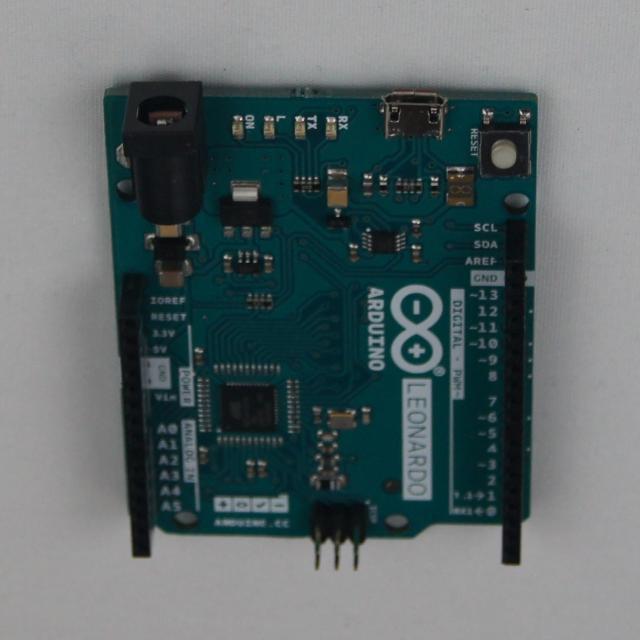 ON
L
TX
RX
RESET
SCL
SDA
AREF
GND
~13
12
~11
~10
~9
8
7
~6
~5
4
~3
2
1
0
DIGITAL - PWM~
ARDUINO
LEONARDO
IOREF
RESET
3.3V
5V
GND
Vin
POWER
ANALOG IN
A0
A1
A2
A3
A4
A5
ARDUINO.CC